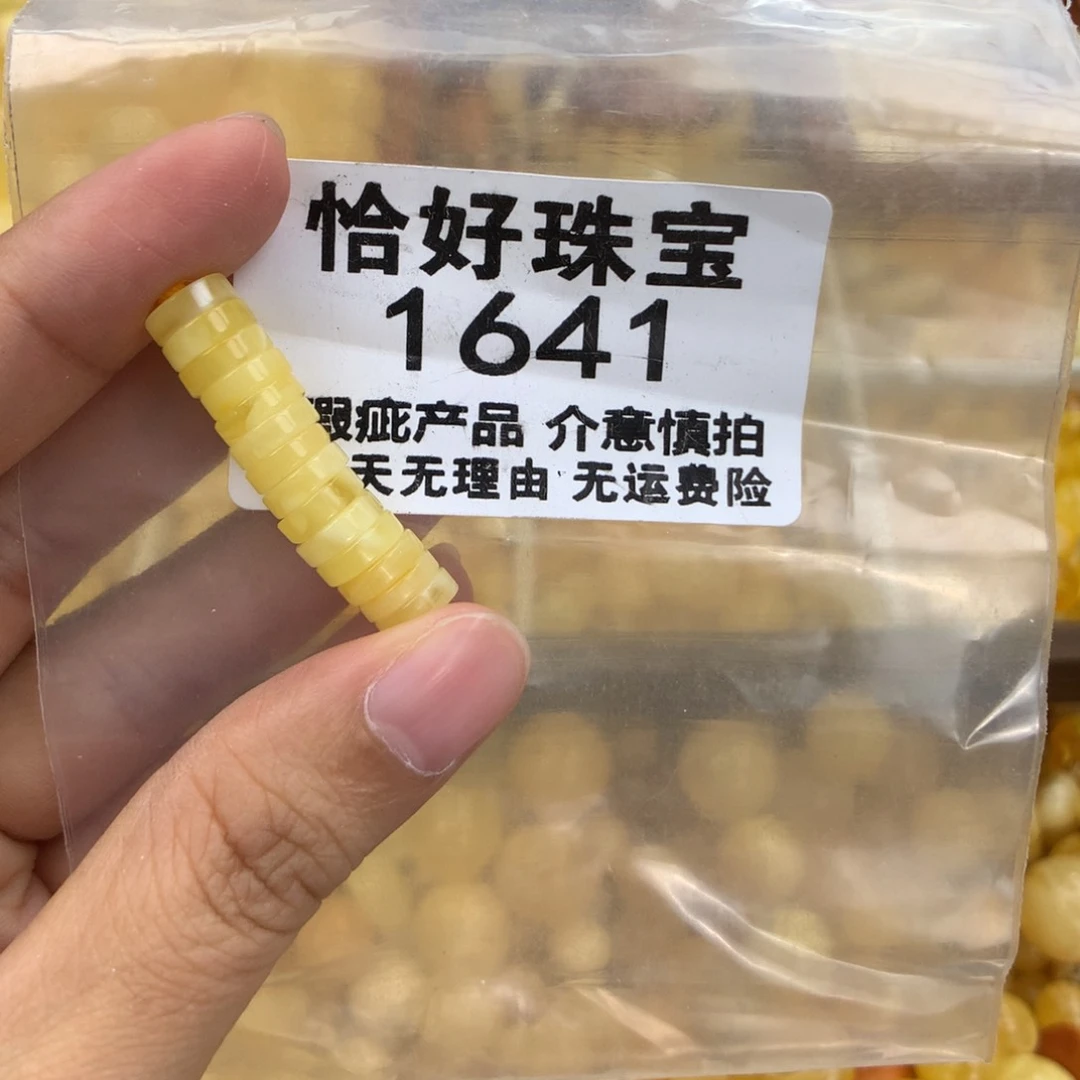 恰好珠宝
1641
瑕疵产品 介意慎拍
天无理由 无运费险